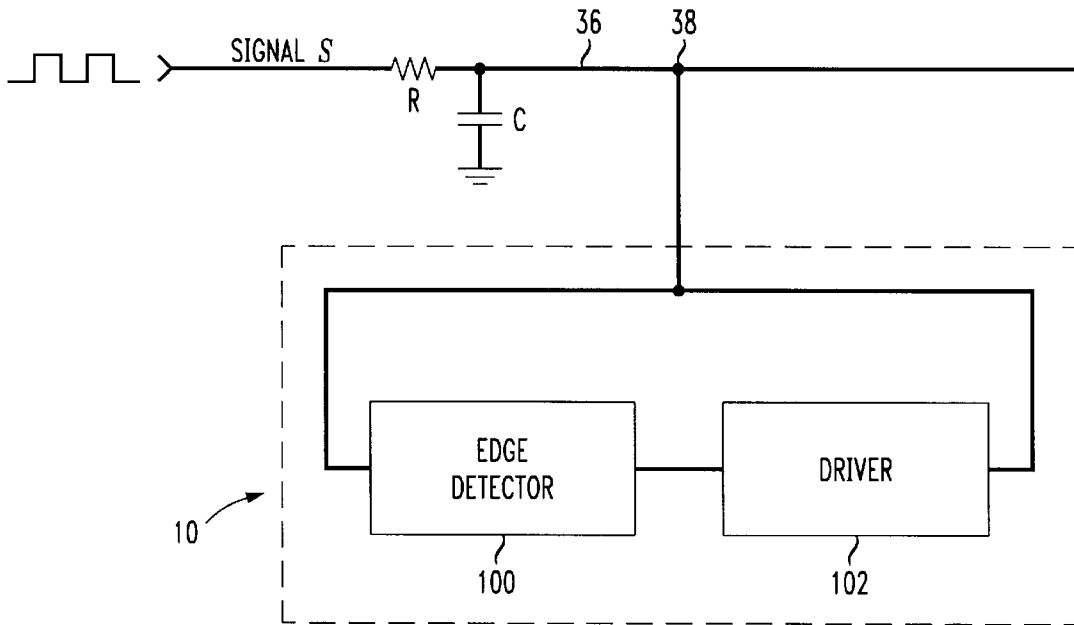 36
38
SIGNAL S
R
C
EDGE
DETECTOR
DRIVER
10
100
102